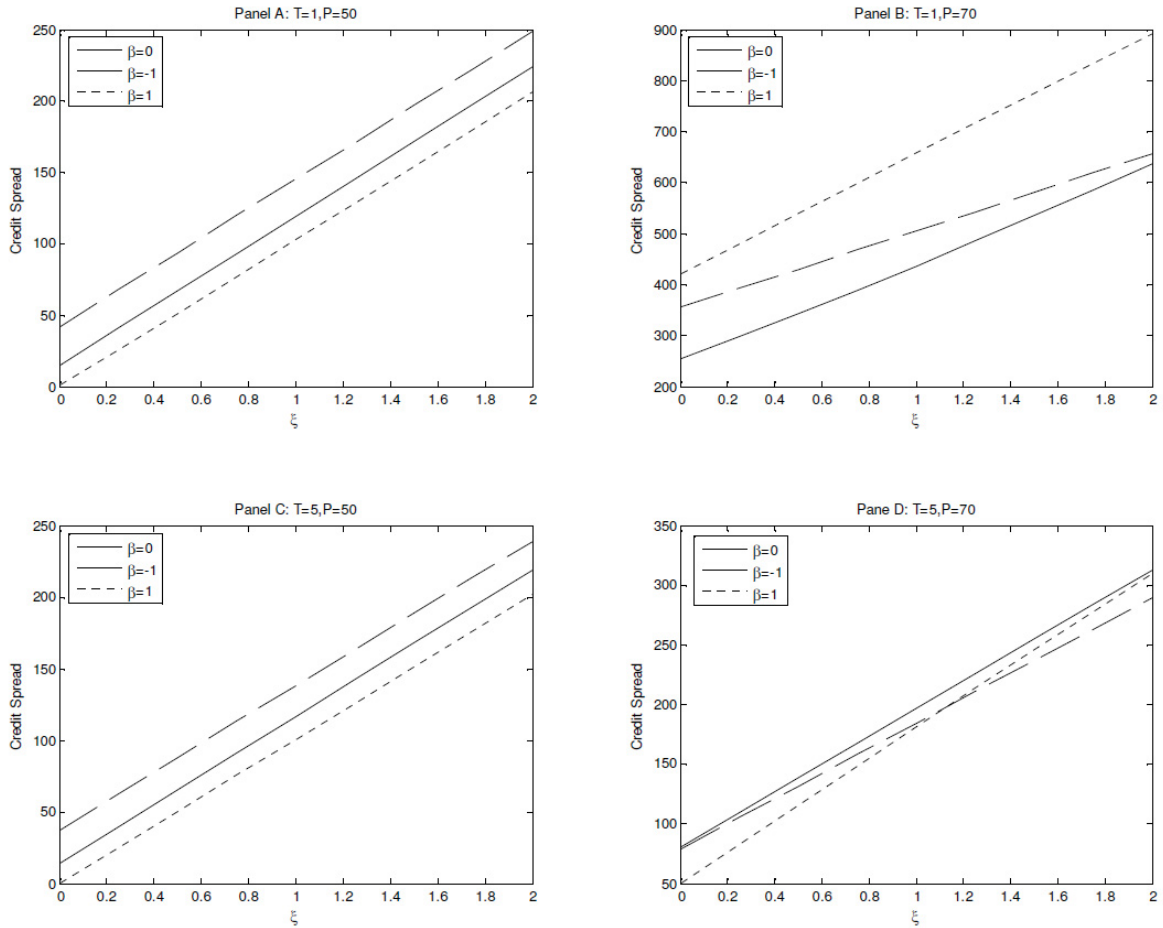 Panel A: T=1,P=50
250
200
150
100
50
0
Credit Spread
β=0
β=-1
β=1
0 0.2 0.4 0.6 0.8 1 1.2 1.4 1.6 1.8 2
ξ
Panel B: T=1,P=70
900
800
700
600
500
400
300
200
Credit Spread
β=0
β=-1
β=1
0 0.2 0.4 0.6 0.8 1 1.2 1.4 1.6 1.8 2
ξ
Panel C: T=5,P=50
250
200
150
100
50
0
Credit Spread
β=0
β=-1
β=1
0 0.2 0.4 0.6 0.8 1 1.2 1.4 1.6 1.8 2
ξ
Pane D: T=5,P=70
350
300
250
200
150
100
50
Credit Spread
β=0
β=-1
β=1
0 0.2 0.4 0.6 0.8 1 1.2 1.4 1.6 1.8 2
ξ